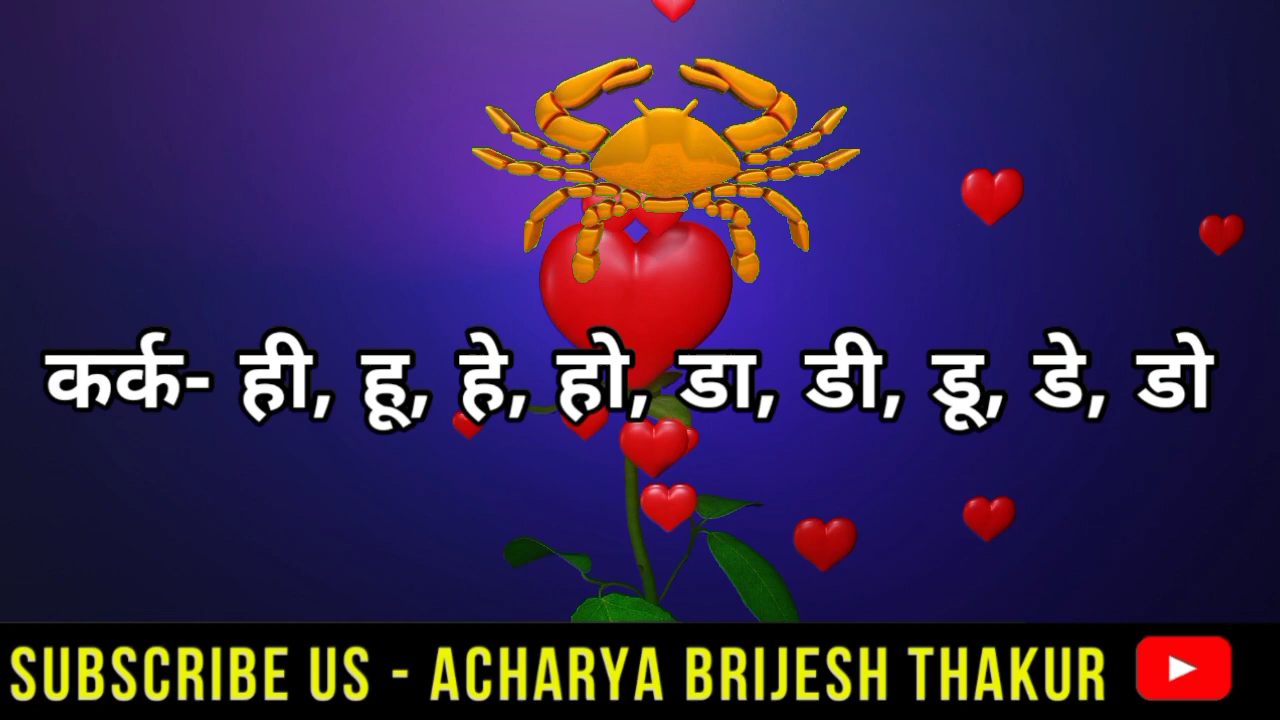 कर्क- ही, हू, हे, हो, डा, डी, डू, डे, डो
SUBSCRIBE US - ACHARYA BRIJESH THAKUR